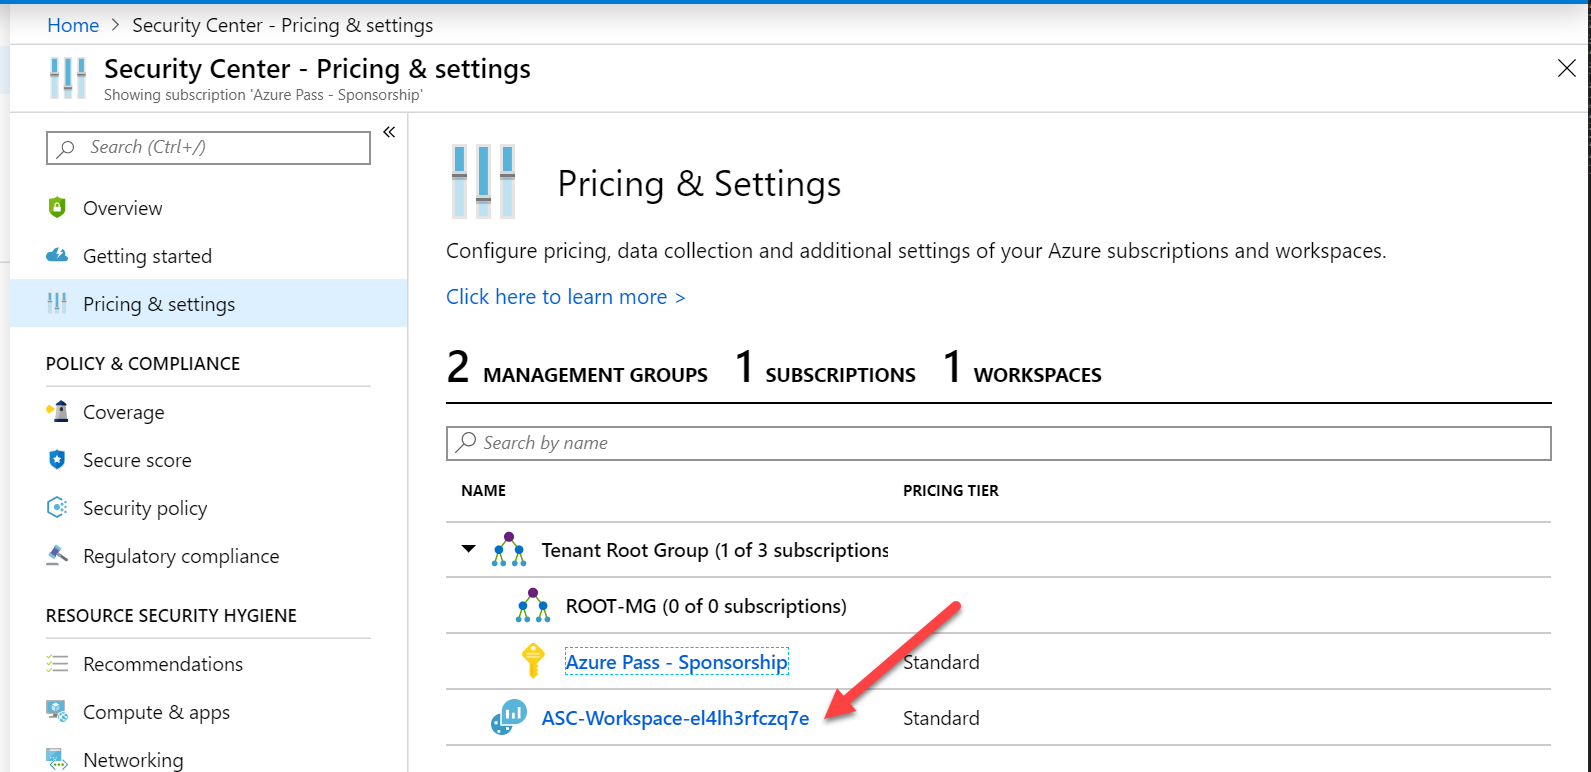 Home > Security Center - Pricing & settings
Security Center - Pricing & settings
Showing subscription 'Azure Pass - Sponsorship'
Search (Ctrl+/)
Overview
Getting started
Pricing & settings
POLICY & COMPLIANCE
Coverage
Secure score
Security policy
Regulatory compliance
RESOURCE SECURITY HYGIENE
Recommendations
Compute & apps
Networking
Pricing & Settings
Configure pricing, data collection and additional settings of your Azure subscriptions and workspaces.
Click here to learn more >
2 MANAGEMENT GROUPS 1 SUBSCRIPTIONS 1 WORKSPACES
Search by name
NAME PRICING TIER
Tenant Root Group (1 of 3 subscriptions
ROOT-MG (0 of 0 subscriptions)
Azure Pass - Sponsorship Standard
ASC-Workspace-el4lh3rfczq7e Standard